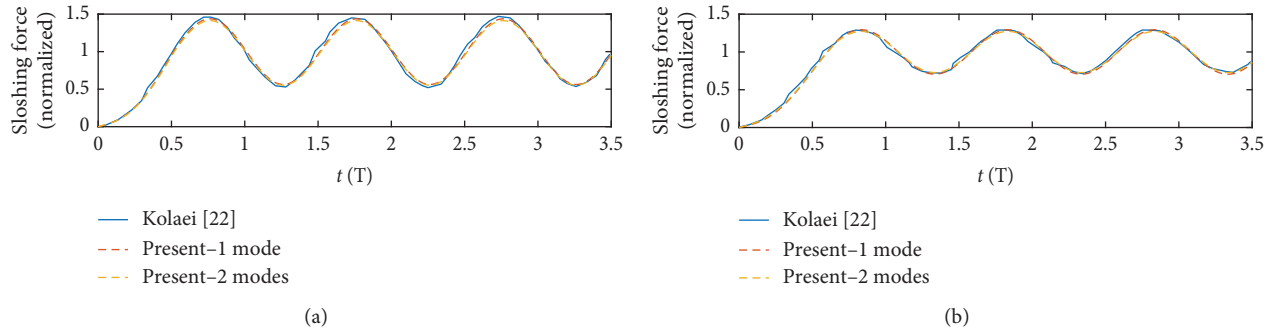 Sloshing force
(normalized)
1.5
1.0
0.5
0
0 0.5 1 1.5 2 2.5 3 3.5
t (T)
Kolaei [22]
Present–1 mode
Present–2 modes
(a)
Sloshing force
(normalized)
1.5
1.0
0.5
0
0 0.5 1 1.5 2 2.5 3 3.5
t (T)
Kolaei [22]
Present–1 mode
Present–2 modes
(b)